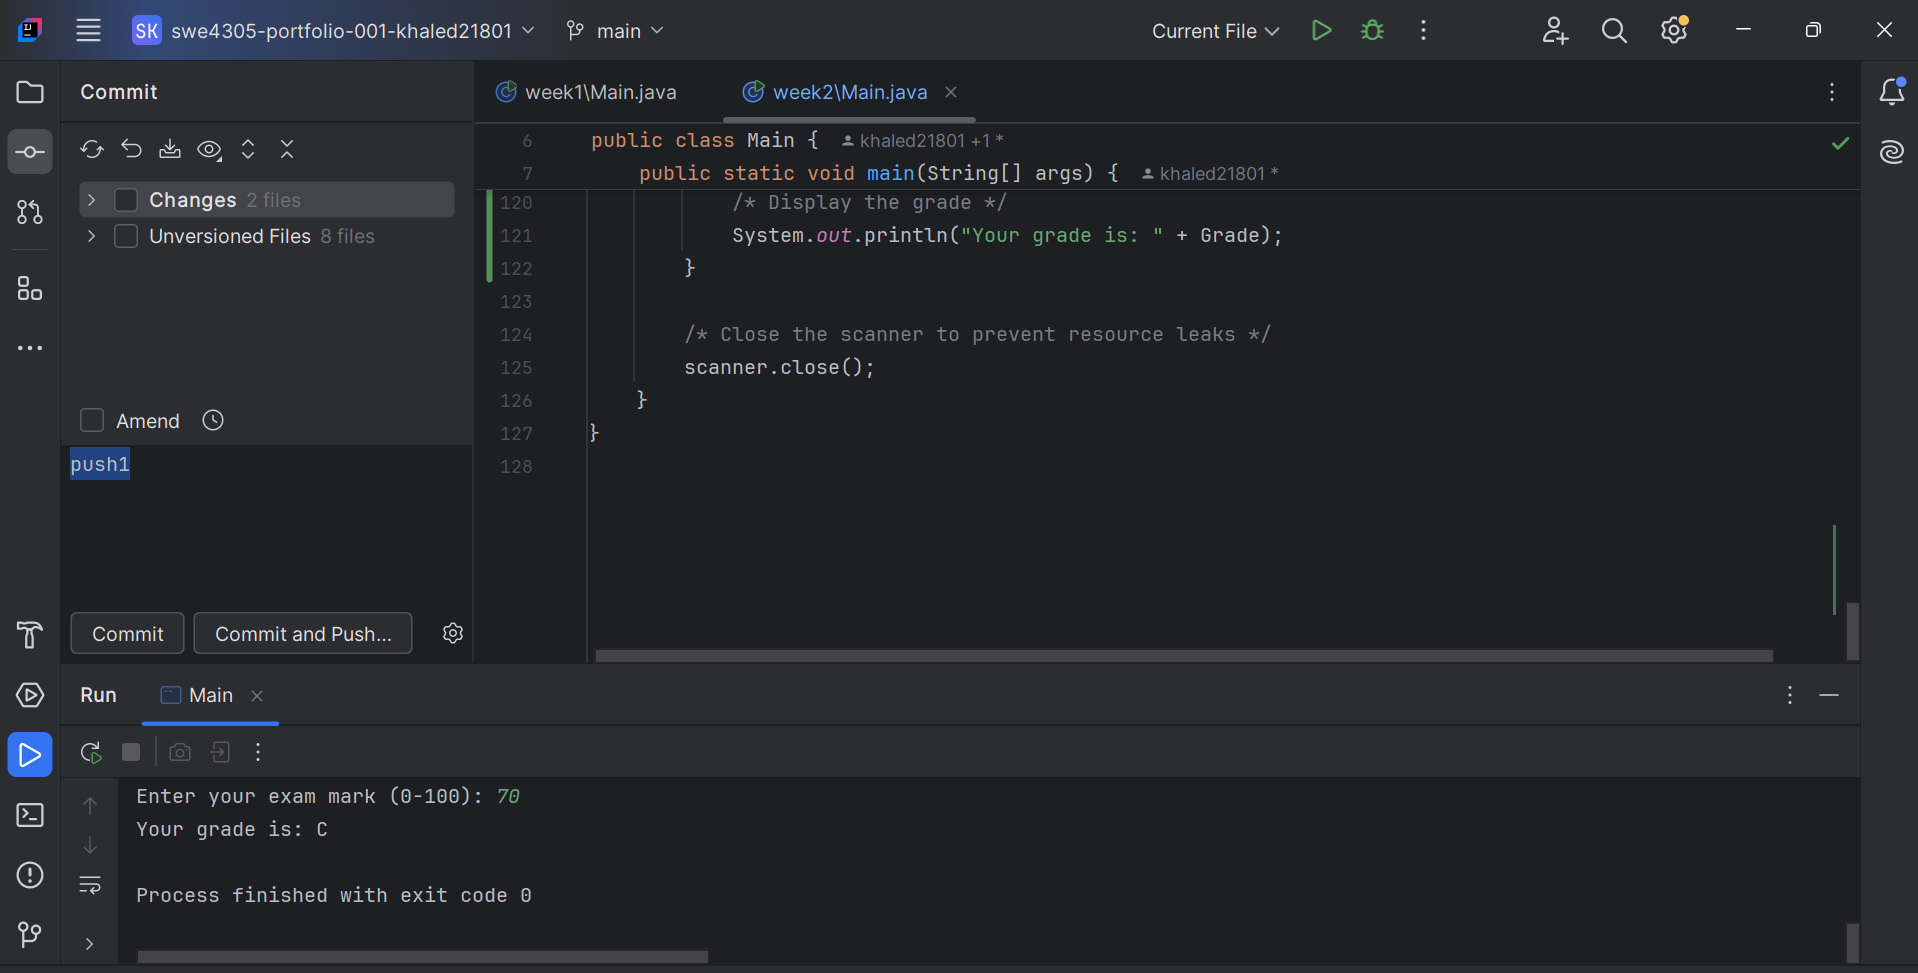 SK swe4305-portfolio-001-khaled21801 main Current File
Commit
week1\Main.java week2\Main.java
Changes 2 files
Unversioned Files 8 files
Amend
push1
Commit Commit and Push...
6 public class Main { khaled21801 +1 *
7 public static void main(String[] args) { khaled21801 *
120 /* Display the grade */
121 System.out.println("Your grade is: " + Grade);
122 }
123
124 /* Close the scanner to prevent resource leaks */
125 scanner.close();
126 }
127 }
128
Run Main
Enter your exam mark (0-100): 70
Your grade is: C
Process finished with exit code 0